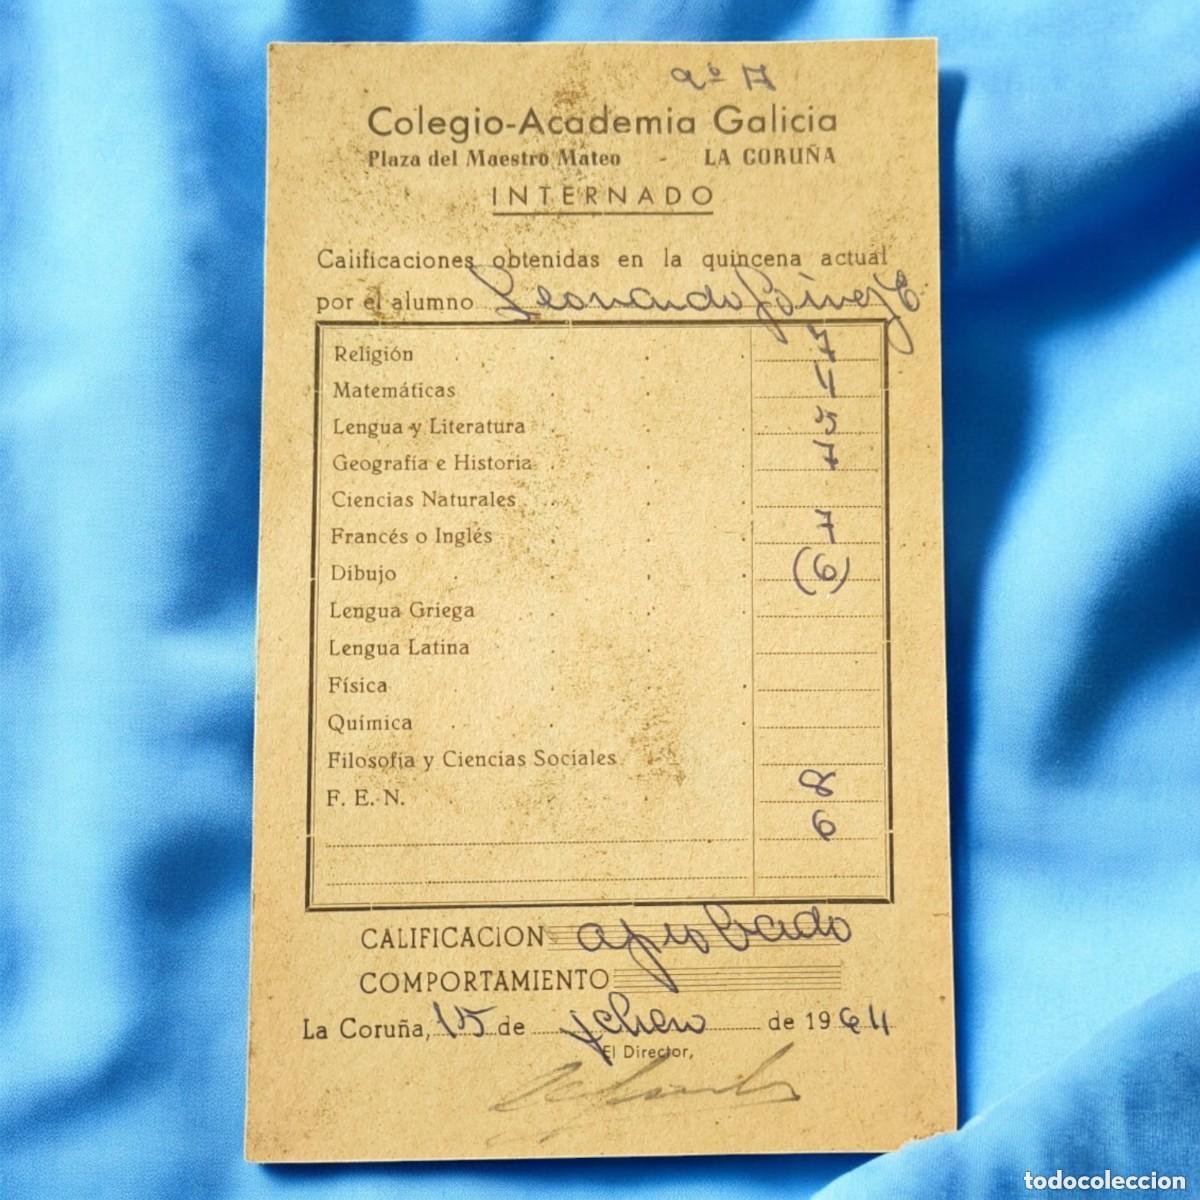 Colegio-Academia Galicia
Plaza del Maestro Mateo - LA CORUÑA
INTERNADO
Calificaciones obtenidas en la quincena actual
por el alumno Leonardo
Religión 7
Matemáticas 4
Lengua y Literatura 5
Geografía e Historia 7
Ciencias Naturales
Francés o Inglés 7
Dibujo (6)
Lengua Griega
Lengua Latina
Física
Química
Filosofía y Ciencias Sociales
F. E. N. 8
6
CALIFICACION aprobado
COMPORTAMIENTO
La Coruña, 15 de de 1964
El Director,
todocoleccion